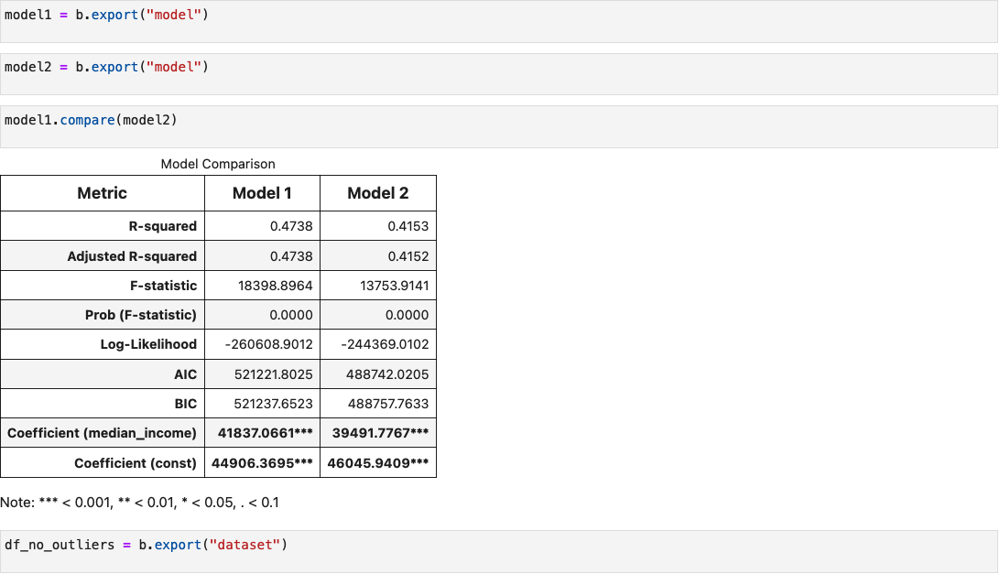 model1 = b.export("model")
model2 = b.export("model")
model1.compare(model2)
Model Comparison
Metric Model 1 Model 2
R-squared 0.4738 0.4153
Adjusted R-squared 0.4738 0.4152
F-statistic 18398.8964 13753.9141
Prob (F-statistic) 0.0000 0.0000
Log-Likelihood -260608.9012 -244369.0102
AIC 521221.8025 488742.0205
BIC 521237.6523 488757.7633
Coefficient (median_income) 41837.0661*** 39491.7767***
Coefficient (const) 44906.3695*** 46045.9409***
Note: *** < 0.001, ** < 0.01, * < 0.05, . < 0.1
df_no_outliers = b.export("dataset")